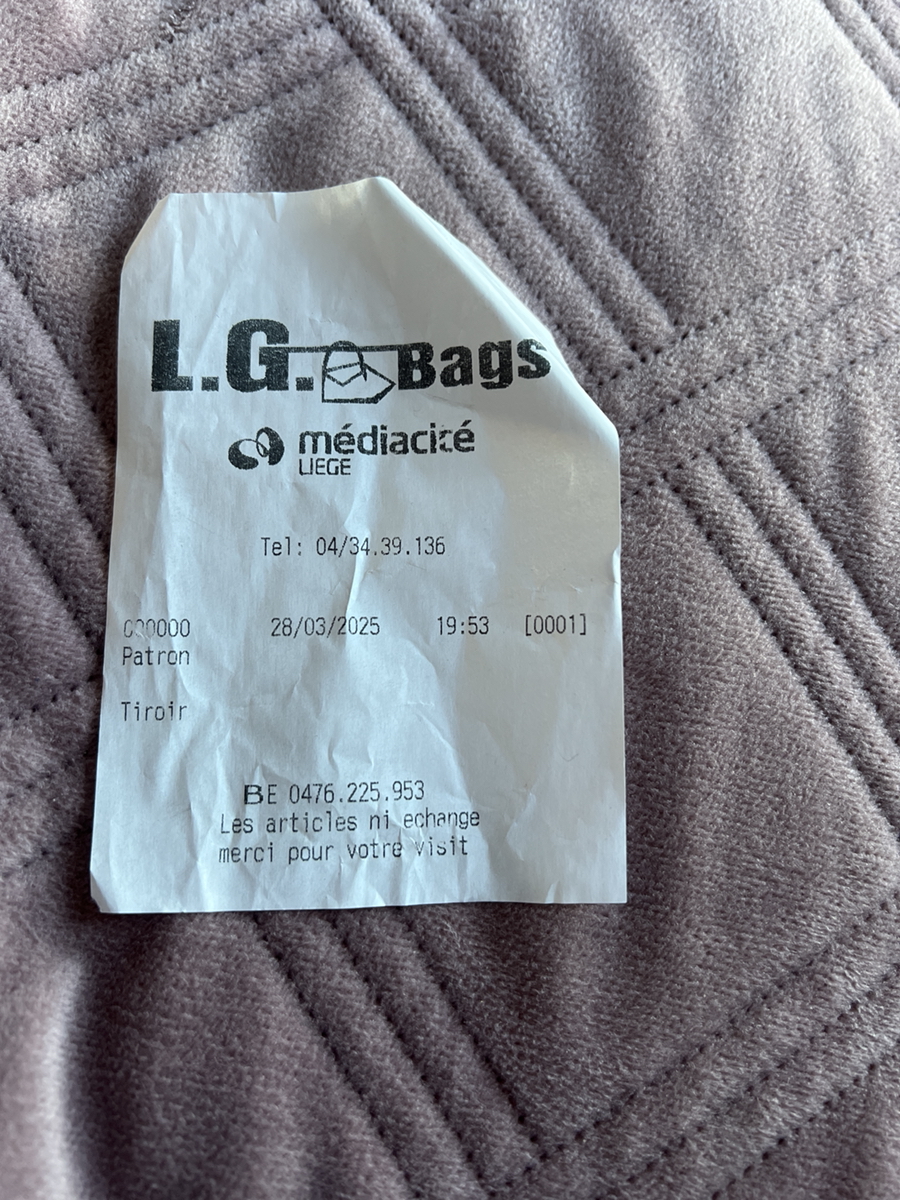 L.G. Bags
médiacité
LIEGE
Tel: 04/34.39.136
000000 28/03/2025 19:53 [0001]
Patron
Tiroir
BE 0476.225.953
Les articles ni echange
merci pour votre visit